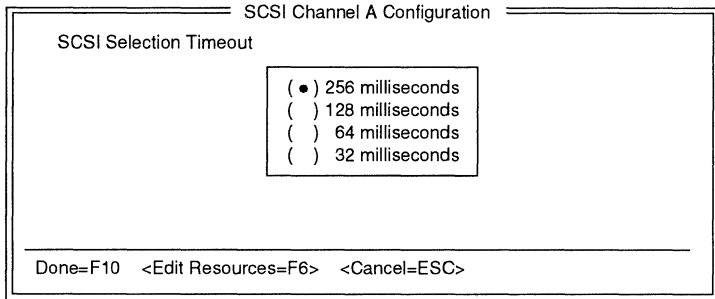 SCSI Channel A Configuration
SCSI Selection Timeout
( • ) 256 milliseconds
( ) 128 milliseconds
( ) 64 milliseconds
( ) 32 milliseconds
Done=F10 <Edit Resources=F6> <Cancel=ESC>